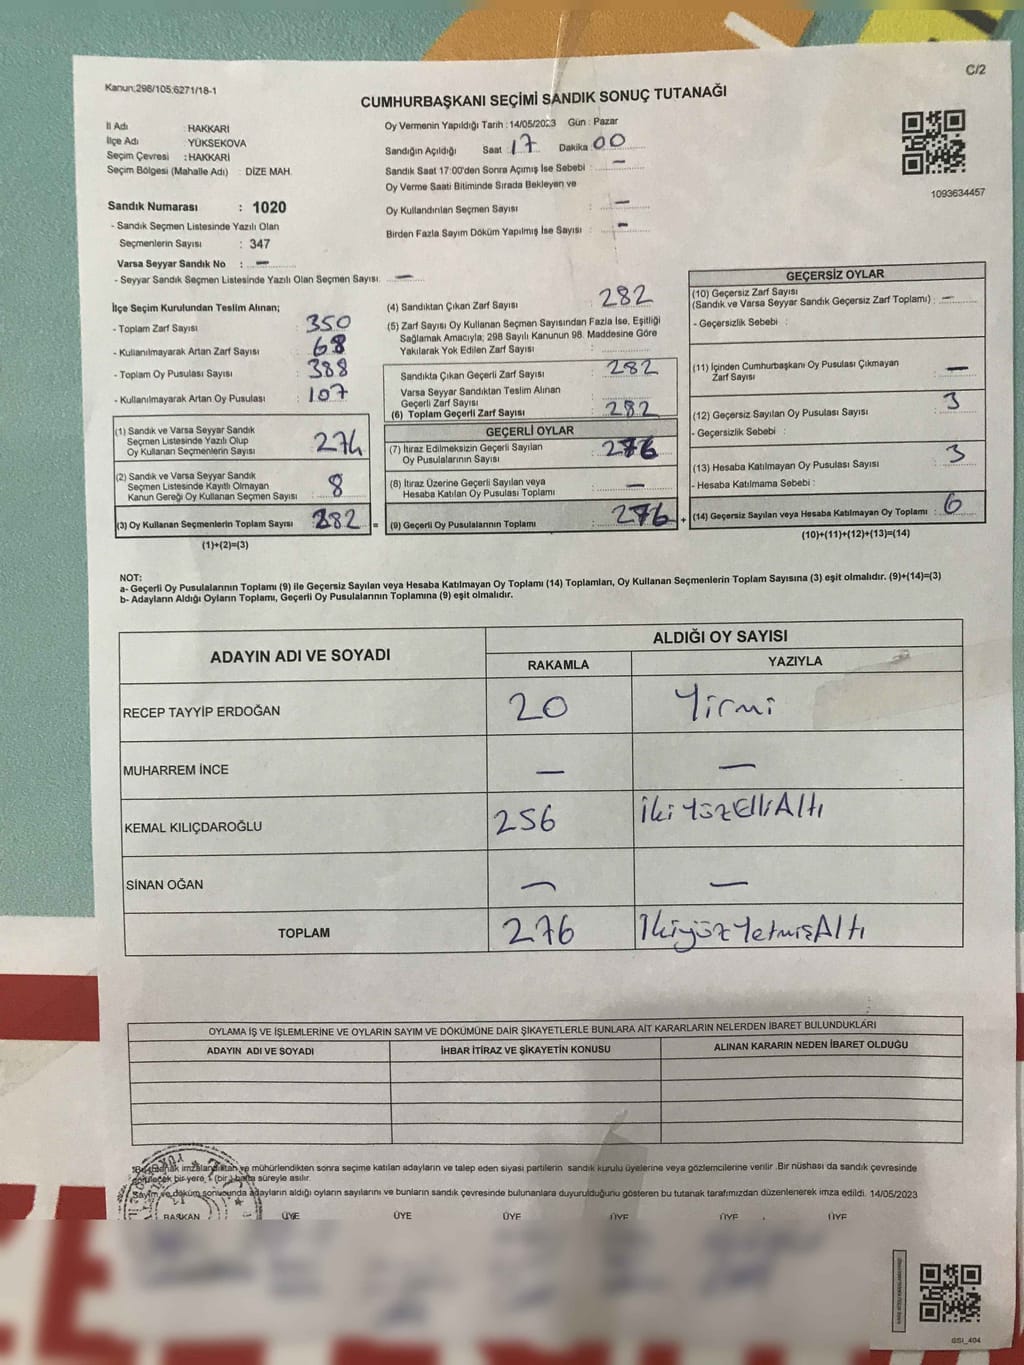 C/2
Kanun;298/105;6271/18-1
CUMHURBAŞKANI SEÇİMİ SANDIK SONUÇ TUTANAĞI
İl Adı : HAKKARİ
İlçe Adı : YÜKSEKOVA
Seçim Çevresi : HAKKARİ
Seçim Bölgesi (Mahalle Adı) : DİZE MAH.
Sandık Numarası : 1020
- Sandık Seçmen Listesinde Yazılı Olan
Seçmenlerin Sayısı : 347
Varsa Seyyar Sandık No : —
- Seyyar Sandık Seçmen Listesinde Yazılı Olan Seçmen Sayısı. —
Oy Vermenin Yapıldığı Tarih : 14/05/2023 Gün : Pazar
Sandığın Açıldığı Saat : 17 Dakika : 00
Sandık Saat 17:00'den Sonra Açımış İse Sebebi : —
Oy Verme Saati Bitiminde Sırada Bekleyen ve
Oy Kullandırılan Seçmen Sayısı : —
Birden Fazla Sayım Döküm Yapılmış İse Sayısı : —
1093634457
İlçe Seçim Kurulundan Teslim Alınan;
- Toplam Zarf Sayısı : 350
- Kullanılmayarak Artan Zarf Sayısı : 68
- Toplam Oy Pusulası Sayısı : 388
- Kullanılmayarak Artan Oy Pusulası : 107
(1) Sandık ve Varsa Seyyar Sandık
Seçmen Listesinde Yazılı Olup
Oy Kullanan Seçmenlerin Sayısı : 274
(2) Sandık ve Varsa Seyyar Sandık
Seçmen Listesinde Kayıtlı Olmayan
Kanun Gereği Oy Kullanan Seçmen Sayısı : 8
(3) Oy Kullanan Seçmenlerin Toplam Sayısı : 282 =
(1)+(2)=(3)
(4) Sandıktan Çıkan Zarf Sayısı : 282
(5) Zarf Sayısı Oy Kullanan Seçmen Sayısından Fazla İse, Eşitliği
Sağlamak Amacıyla; 298 Sayılı Kanunun 98. Maddesine Göre
Yakılarak Yok Edilen Zarf Sayısı :
Sandıkta Çıkan Geçerli Zarf Sayısı : 282
Varsa Seyyar Sandıktan Teslim Alınan
Geçerli Zarf Sayısı
(6) Toplam Geçerli Zarf Sayısı : 282
GEÇERLİ OYLAR
(7) İtiraz Edilmeksizin Geçerli Sayılan
Oy Pusulalarının Sayısı : 276
(8) İtiraz Üzerine Geçerli Sayılan veya
Hesaba Katılan Oy Pusulası Toplamı : —
(9) Geçerli Oy Pusulalarının Toplamı : 276 +
GEÇERSİZ OYLAR
(10) Geçersiz Zarf Sayısı
(Sandık ve Varsa Seyyar Sandık Geçersiz Zarf Toplamı) : —
- Geçersizlik Sebebi :
(11) İçinden Cumhurbaşkanı Oy Pusulası Çıkmayan
Zarf Sayısı : —
(12) Geçersiz Sayılan Oy Pusulası Sayısı : 3
- Geçersizlik Sebebi :
(13) Hesaba Katılmayan Oy Pusulası Sayısı : 3
- Hesaba Katılmama Sebebi :
(14) Geçersiz Sayılan veya Hesaba Katılmayan Oy Toplamı : 6
(10)+(11)+(12)+(13)=(14)
NOT:
a- Geçerli Oy Pusulalarının Toplamı (9) ile Geçersiz Sayılan veya Hesaba Katılmayan Oy Toplamı (14) Toplamları, Oy Kullanan Seçmenlerin Toplam Sayısına (3) eşit olmalıdır. (9)+(14)=(3)
b- Adayların Aldığı Oyların Toplamı, Geçerli Oy Pusulalarının Toplamına (9) eşit olmalıdır.
ADAYIN ADI VE SOYADI
ALDIĞI OY SAYISI
RAKAMLA YAZIYLA
RECEP TAYYİP ERDOĞAN 20 Yirmi
MUHARREM İNCE — —
KEMAL KILIÇDAROĞLU 256 İkiYüzElliAltı
SİNAN OĞAN — —
TOPLAM 276 İkiyüzYetmişAltı
OYLAMA İŞ VE İŞLEMLERİNE VE OYLARIN SAYIM VE DÖKÜMÜNE DAİR ŞİKAYETLERLE BUNLARA AİT KARARLARIN NELERDEN İBARET BULUNDUKLARI
ADAYIN ADI VE SOYADI İHBAR İTİRAZ VE ŞİKAYETİN KONUSU ALINAN KARARIN NEDEN İBARET OLDUĞU
imzalandıktan ve mühürlendikten sonra seçime katılan adayların ve talep eden siyasi partilerin sandık kurulu üyelerine veya gözlemcilerine verilir .Bir nüshası da sandık çevresinde
görülecek bir yere 1 (bir) hafta süreyle asılır.
Sayım ve döküm sonucunda adayların aldığı oyların sayılarını ve bunların sandık çevresinde bulunanlara duyurulduğunu gösteren bu tutanak tarafımızdan düzenlenerek imza edildi. 14/05/2023
BAŞKAN ÜYE ÜYE ÜYE ÜYE ÜYE ÜYE
GSI_404